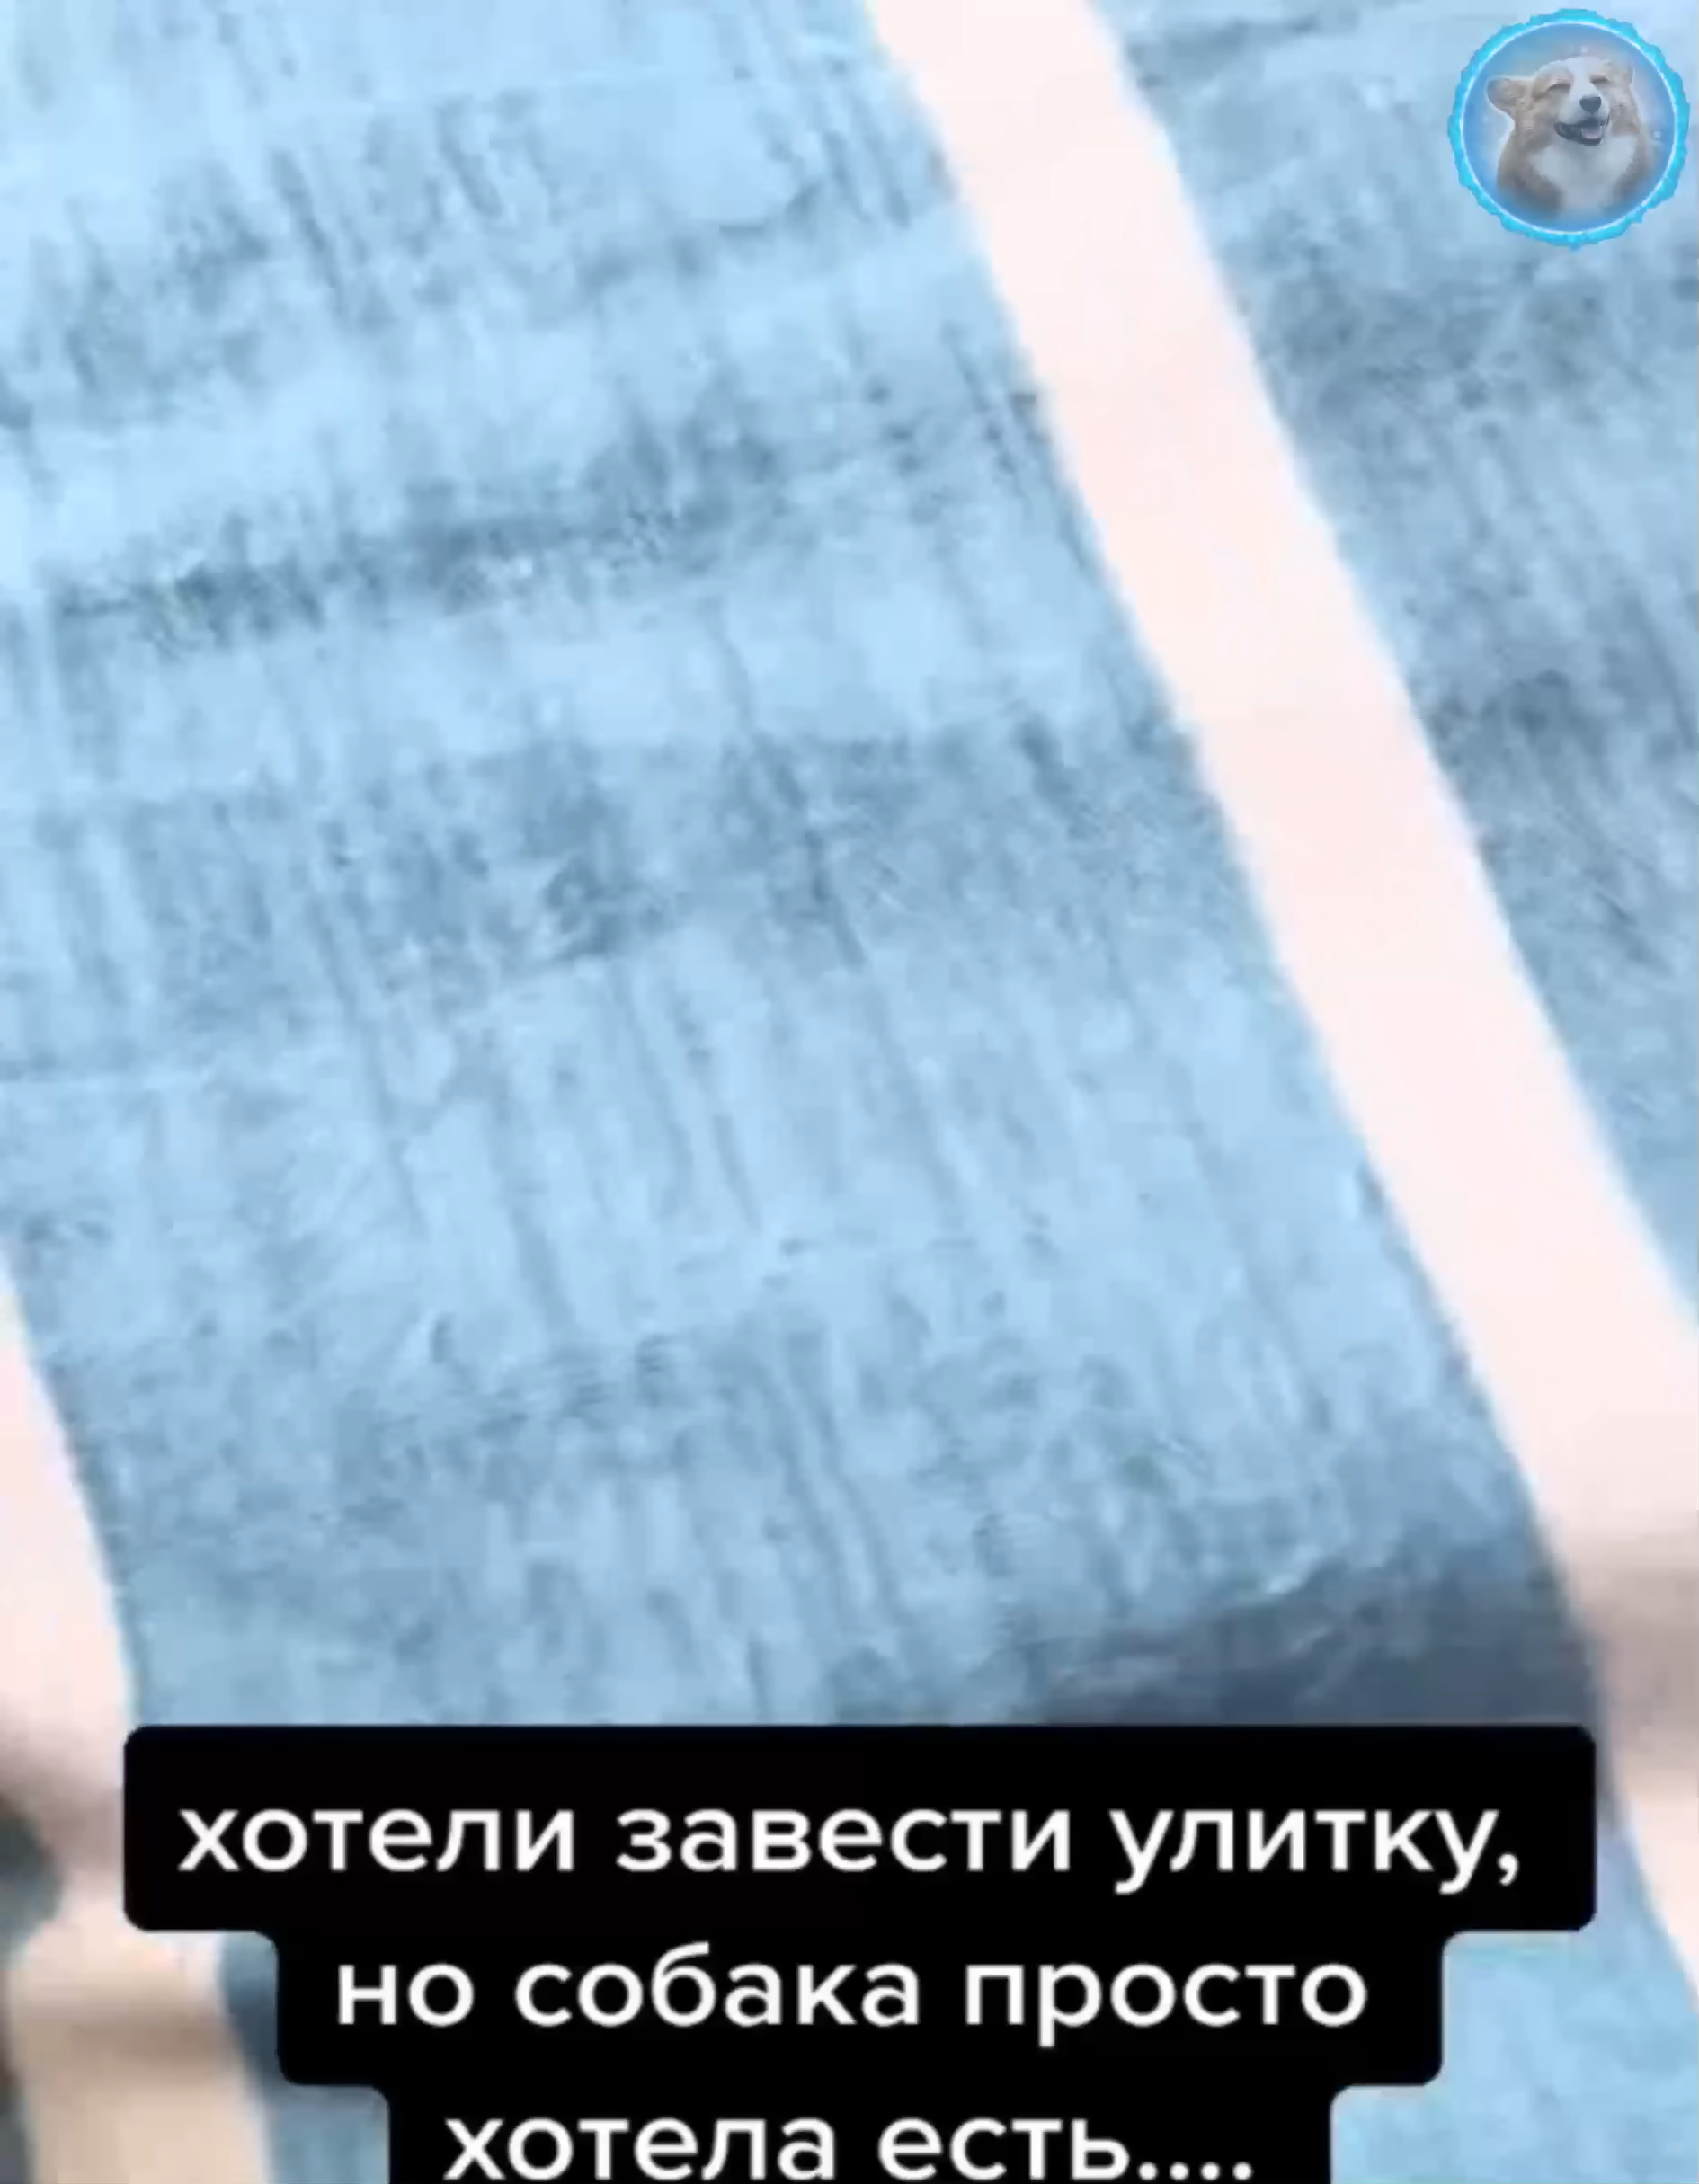 хотели завести улитку,
но собака просто
хотела есть....